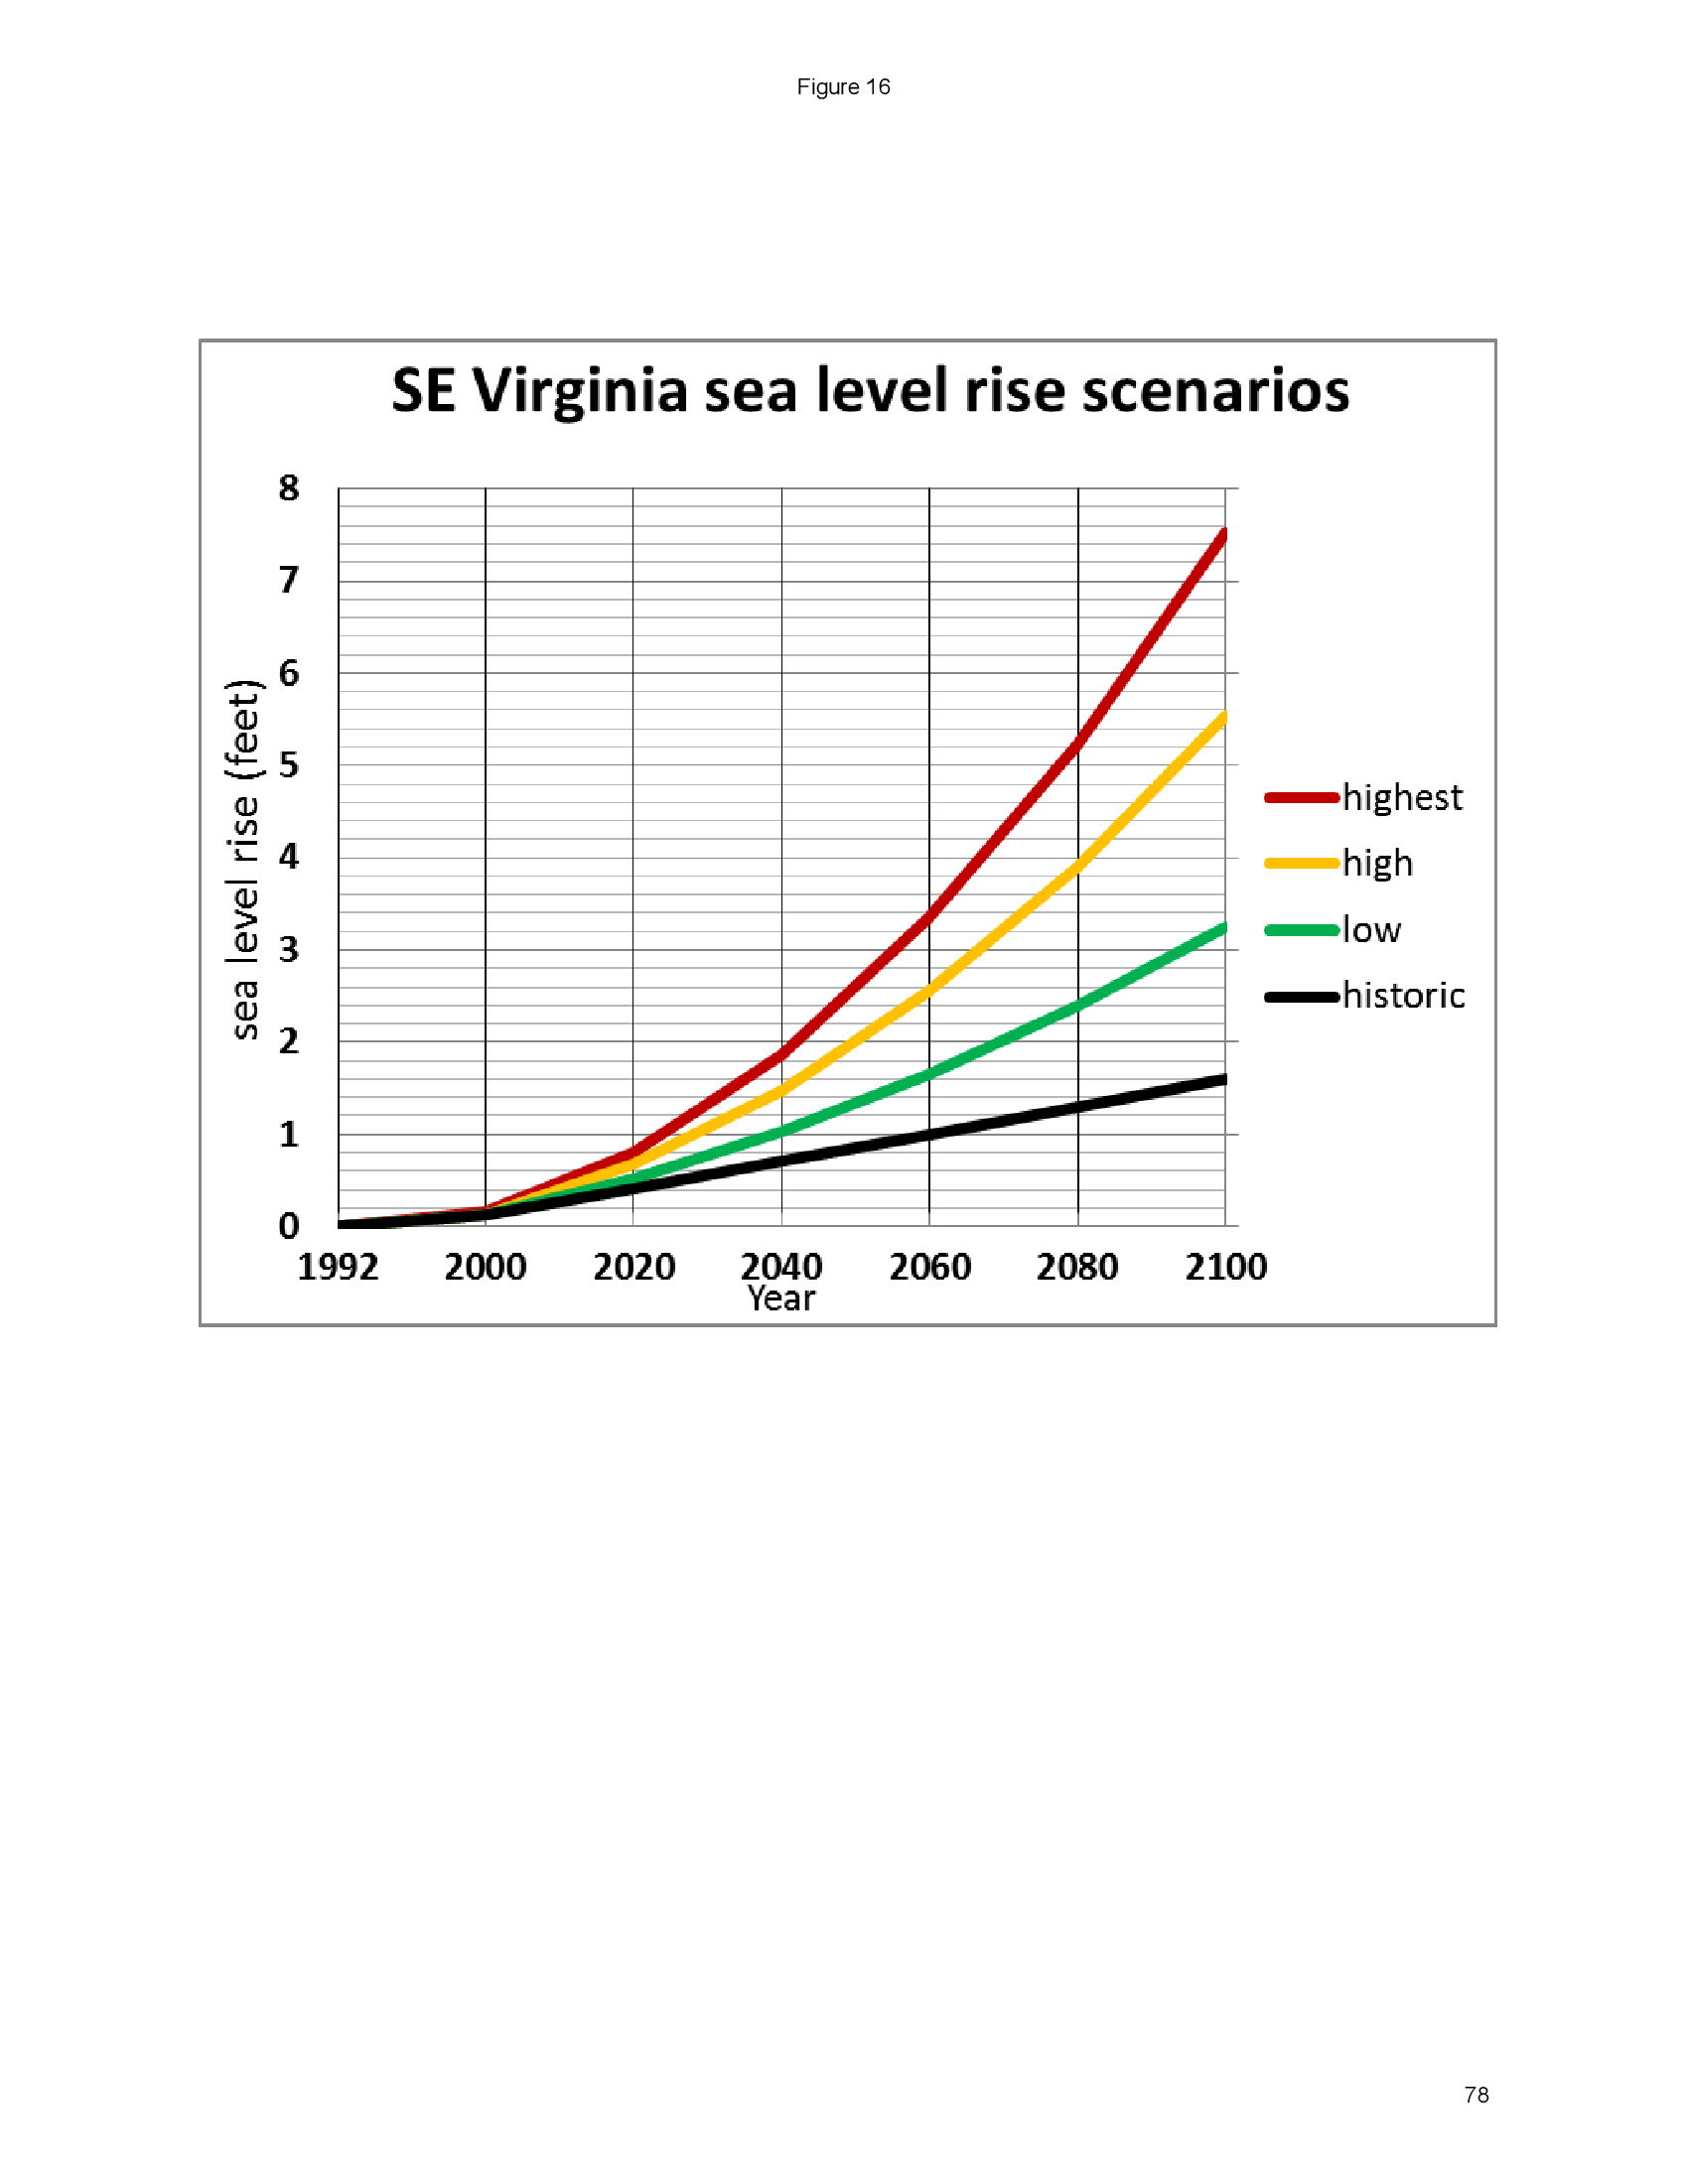 Figure 16
SE Virginia sea level rise scenarios
8
7
6
5
4
3
2
1
0
sea level rise (feet)
1992 2000 2020 2040 2060 2080 2100
Year
highest
high
low
historic
78